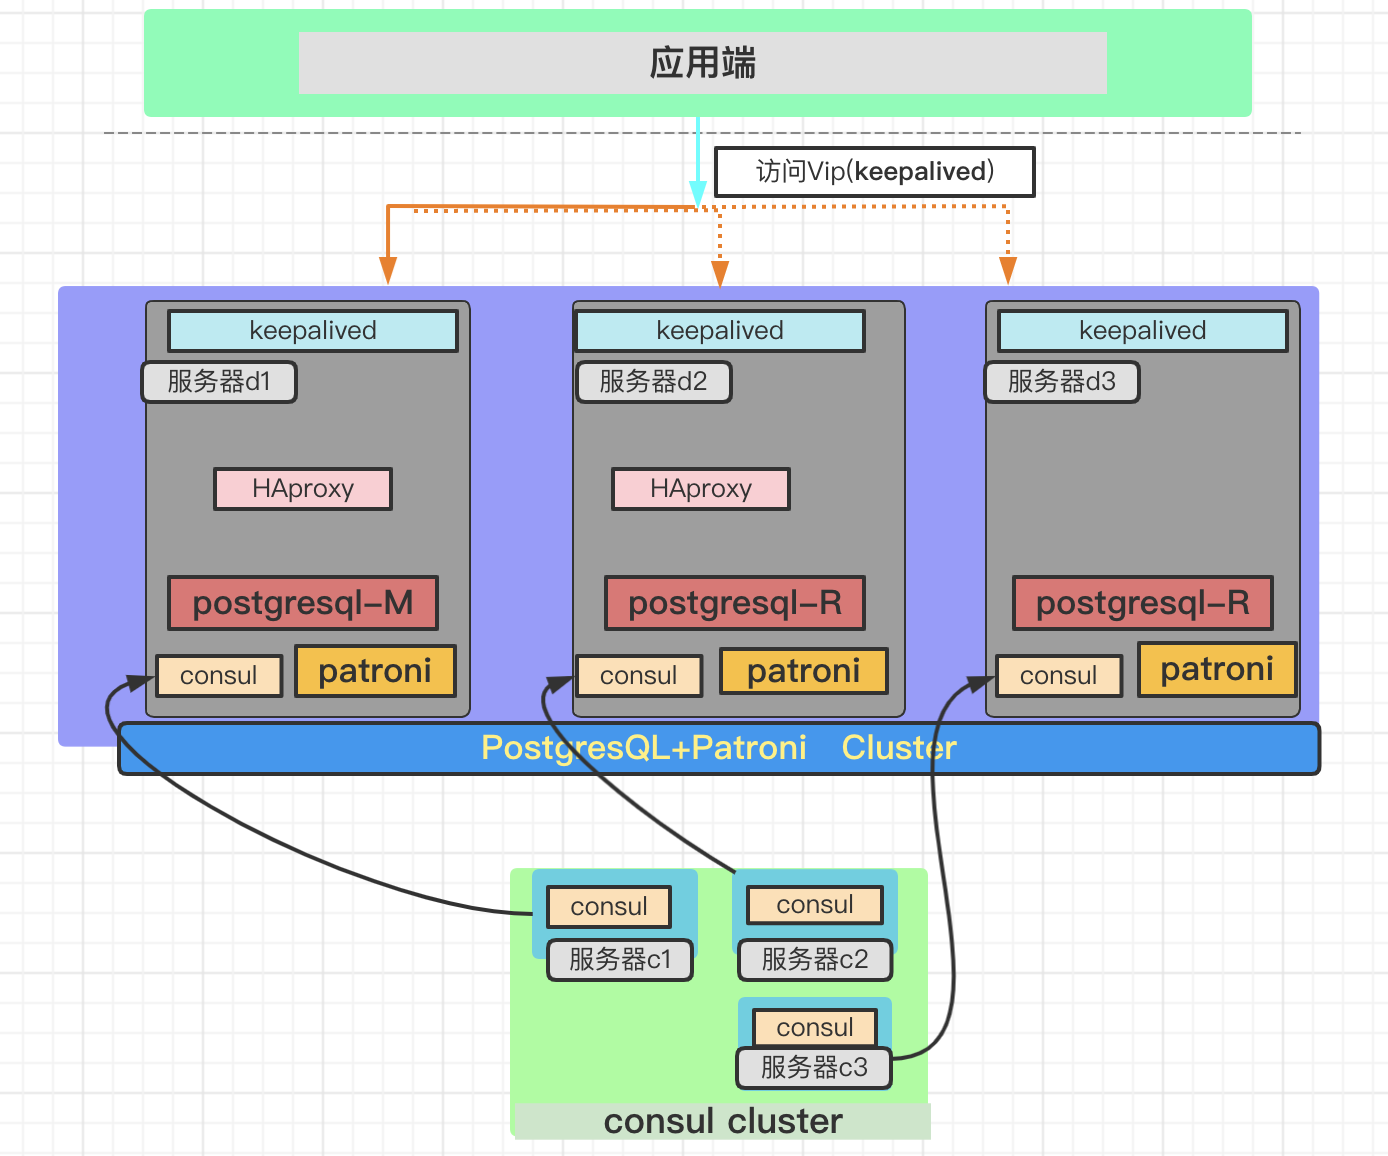 应用端
访问Vip(keepalived)
keepalived
keepalived
keepalived
服务器d1
服务器d2
服务器d3
HAproxy
HAproxy
postgresql-M
postgresql-R
postgresql-R
consul
patroni
consul
patroni
consul
patroni
PostgresQL+Patroni Cluster
consul
consul
服务器c1
服务器c2
consul
服务器c3
consul cluster